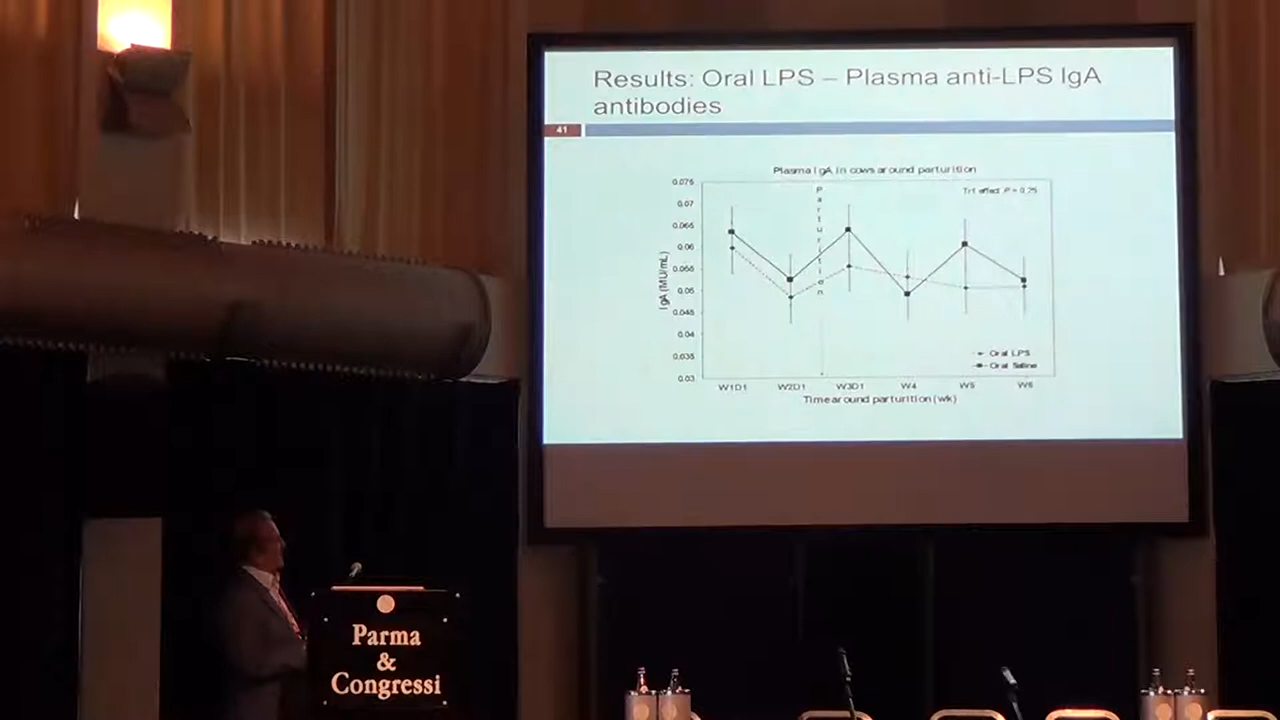 Results: Oral LPS – Plasma anti-LPS IgA
antibodies
41
Plasma IgA in cows around parturition
Trt effect P = 0.25
Parturition
IgA (MU/mL)
0.075
0.07
0.065
0.06
0.055
0.05
0.045
0.04
0.035
0.03
Oral LPS
Oral Saline
W1D1 W2D1 W3D1 W4 W5 W6
Time around parturition (wk)
Parma
&
Congressi